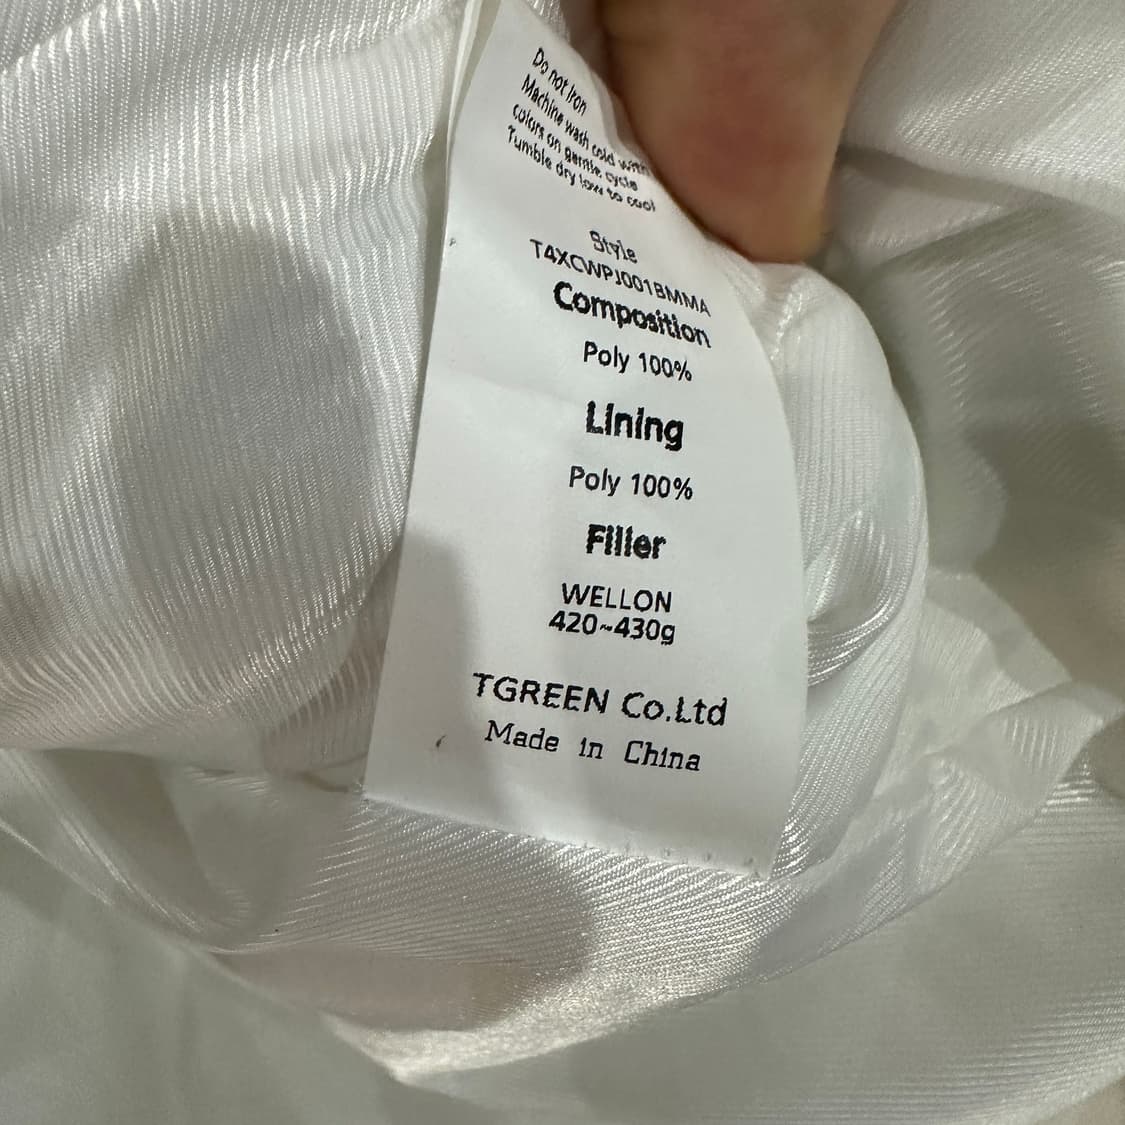 Do not Iron
Machine wash cold with
colors on gentle cycle
Tumble dry low to cool
Style
T4XCWPJ001BMMA
Composition
Poly 100%
Lining
Poly 100%
Filler
WELLON
420~430g
TGREEN Co.Ltd
Made in China